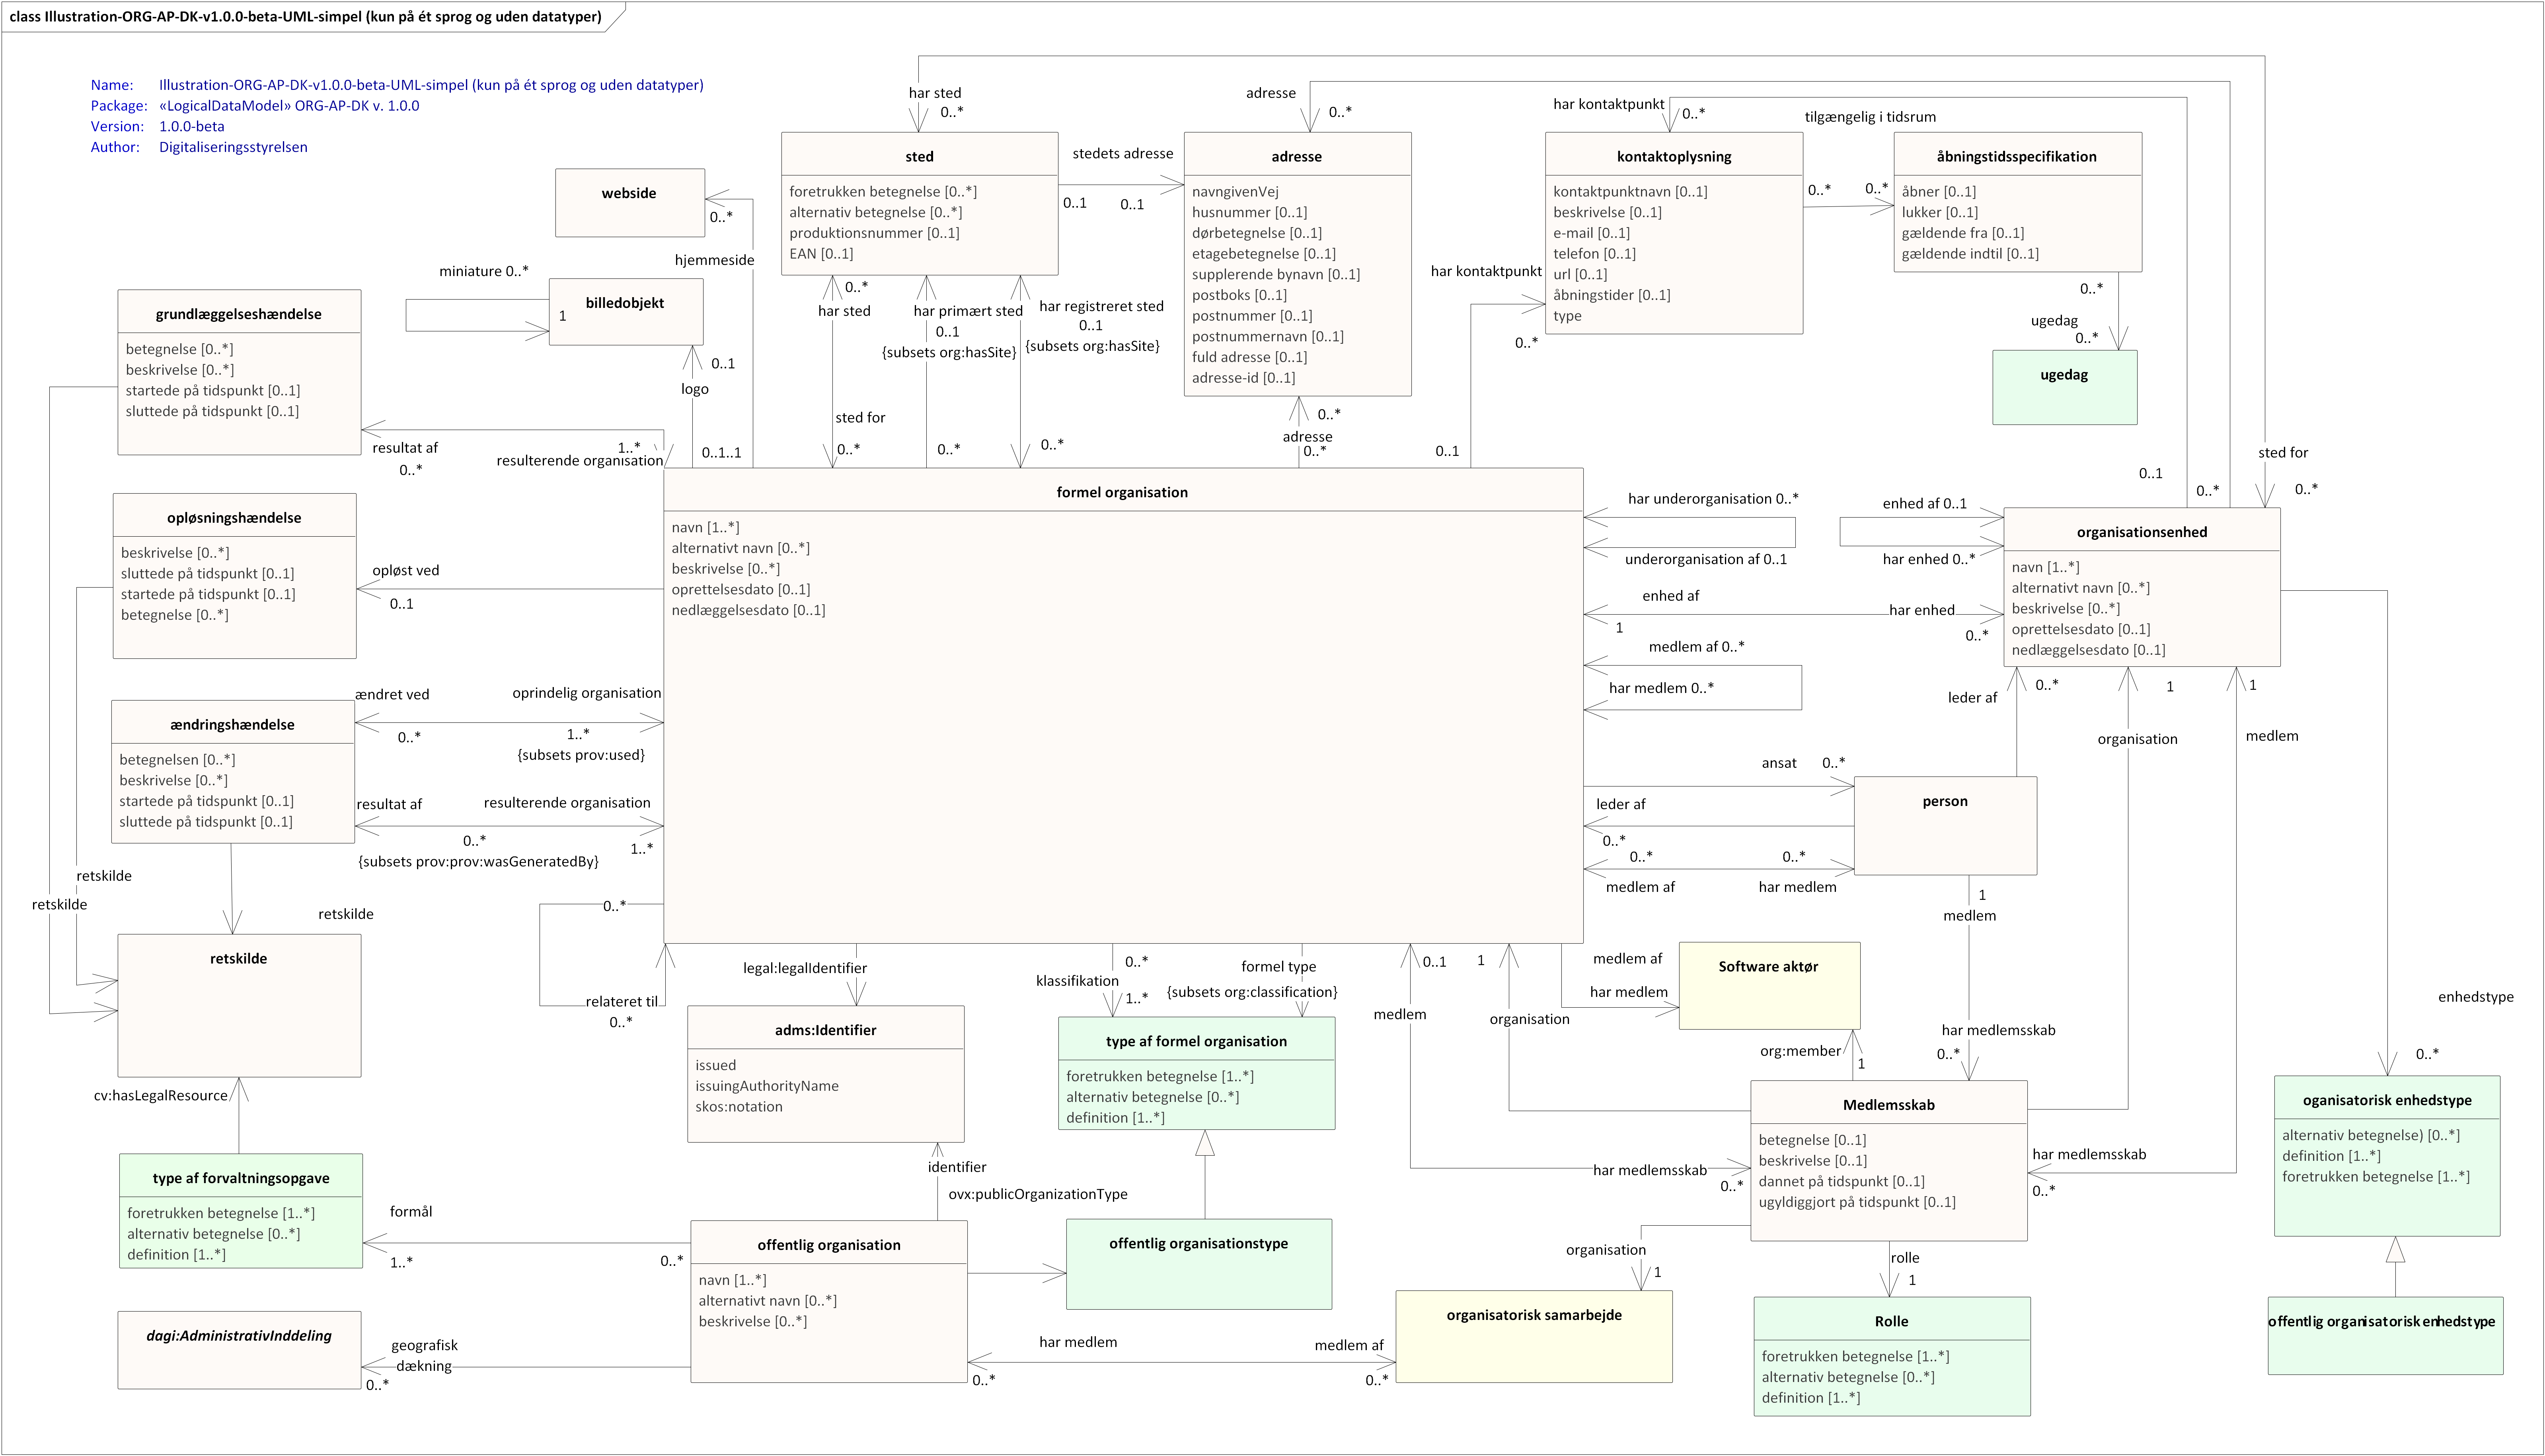 class Illustration-ORG-AP-DK-v1.0.0-beta-UML-simpel (kun på ét sprog og uden datatyper)
Name: Illustration-ORG-AP-DK-v1.0.0-beta-UML-simpel (kun på ét sprog og uden datatyper)
Package: «LogicalDataModel» ORG-AP-DK v. 1.0.0
Version: 1.0.0-beta
Author: Digitaliseringsstyrelsen
har sted
0..*
adresse
0..*
har kontaktpunkt
0..*
tilgængelig i tidsrum
webside
0..*
hjemmeside
sted
foretrukken betegnelse [0..*]
alternativ betegnelse [0..*]
produktionsnummer [0..1]
EAN [0..1]
stedets adresse
0..1
0..1
adresse
navngivenVej
husnummer [0..1]
dørbetegnelse [0..1]
etagebetegnelse [0..1]
supplerende bynavn [0..1]
postboks [0..1]
postnummer [0..1]
postnummernavn [0..1]
fuld adresse [0..1]
adresse-id [0..1]
kontaktoplysning
kontaktpunktnavn [0..1]
beskrivelse [0..1]
e-mail [0..1]
telefon [0..1]
url [0..1]
åbningstider [0..1]
type
0..*
0..*
åbningstidsspecifikation
åbner [0..1]
lukker [0..1]
gældende fra [0..1]
gældende indtil [0..1]
0..*
ugedag
0..*
ugedag
har kontaktpunkt
0..*
0..1
miniature 0..*
billedobjekt
1
0..1
logo
0..1..1
0..*
har sted
sted for
0..*
har primært sted
0..1
{subsets org:hasSite}
0..*
har registreret sted
0..1
{subsets org:hasSite}
0..*
0..*
adresse
0..*
grundlæggelseshændelse
betegnelse [0..*]
beskrivelse [0..*]
startede på tidspunkt [0..1]
sluttede på tidspunkt [0..1]
resultat af
0..*
1..*
resulterende organisation
opløsningshændelse
beskrivelse [0..*]
sluttede på tidspunkt [0..1]
startede på tidspunkt [0..1]
betegnelse [0..*]
opløst ved
0..1
formel organisation
navn [1..*]
alternativt navn [0..*]
beskrivelse [0..*]
oprettelsesdato [0..1]
nedlæggelsesdato [0..1]
har underorganisation 0..*
underorganisation af 0..1
enhed af 0..1
har enhed 0..*
0..1
0..*
sted for
0..*
organisationsenhed
navn [1..*]
alternativt navn [0..*]
beskrivelse [0..*]
oprettelsesdato [0..1]
nedlæggelsesdato [0..1]
enhed af
1
har enhed
0..*
medlem af 0..*
har medlem 0..*
leder af
0..*
1
organisation
1
medlem
ændringshændelse
betegnelsen [0..*]
beskrivelse [0..*]
startede på tidspunkt [0..1]
sluttede på tidspunkt [0..1]
ændret ved
0..*
oprindelig organisation
1..*
{subsets prov:used}
resultat af
resulterende organisation
0..*
{subsets prov:prov:wasGeneratedBy}
1..*
ansat
0..*
leder af
0..*
0..*
0..*
medlem af
har medlem
person
1
medlem
retskilde
retskilde
retskilde
retskilde
0..*
relateret til
0..*
legal:legalIdentifier
adms:Identifier
issued
issuingAuthorityName
skos:notation
0..*
klassifikation
1..*
formel type
{subsets org:classification}
type af formel organisation
foretrukken betegnelse [1..*]
alternativ betegnelse [0..*]
definition [1..*]
0..1
medlem
1
organisation
medlem af
har medlem
Software aktør
org:member
1
har medlemsskab
0..*
enhedstype
0..*
cv:hasLegalResource
type af forvaltningsopgave
foretrukken betegnelse [1..*]
alternativ betegnelse [0..*]
definition [1..*]
Medlemsskab
betegnelse [0..1]
beskrivelse [0..1]
dannet på tidspunkt [0..1]
ugyldiggjort på tidspunkt [0..1]
har medlemsskab
0..*
har medlemsskab
0..*
oganisatorisk enhedstype
alternativ betegnelse) [0..*]
definition [1..*]
foretrukken betegnelse [1..*]
identifier
ovx:publicOrganizationType
formål
1..*
0..*
offentlig organisation
navn [1..*]
alternativt navn [0..*]
beskrivelse [0..*]
offentlig organisationstype
organisation
1
rolle
1
organisatorisk samarbejde
Rolle
foretrukken betegnelse [1..*]
alternativ betegnelse [0..*]
definition [1..*]
offentlig organisatorisk enhedstype
dagi:AdministrativInddeling
geografisk
dækning
0..*
har medlem
0..*
medlem af
0..*